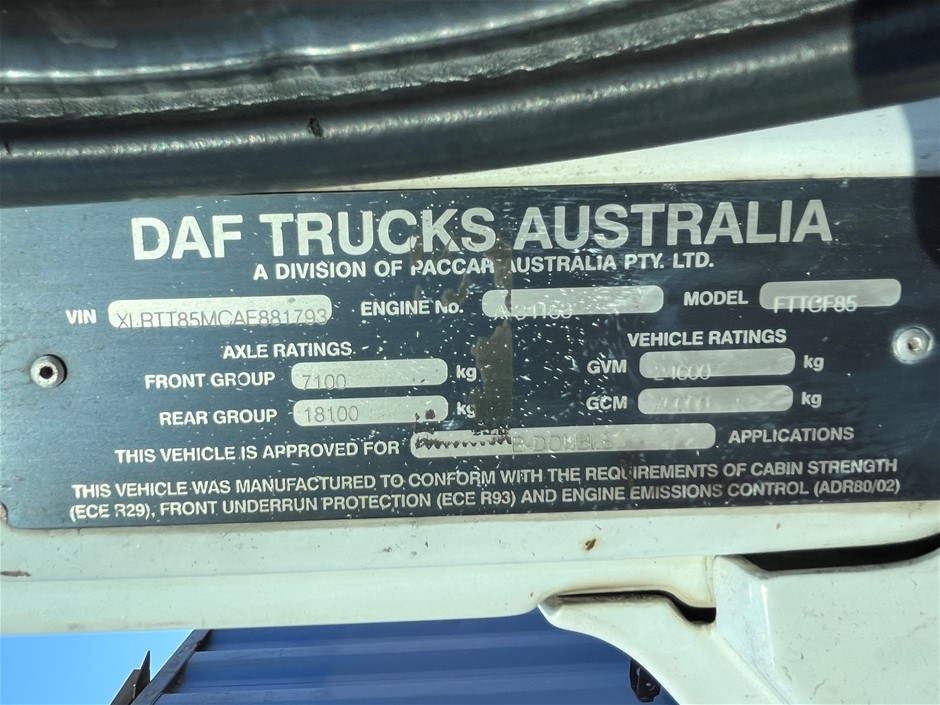 DAF TRUCKS AUSTRALIA
A DIVISION OF PACCAR AUSTRALIA PTY. LTD.
VIN XLRTT85MCAE881793 ENGINE No. MODEL FTTCF85
AXLE RATINGS VEHICLE RATINGS
FRONT GROUP 7100 kg GVM kg
REAR GROUP 18100 kg GCM kg
THIS VEHICLE IS APPROVED FOR B-DOUBLE APPLICATIONS
THIS VEHICLE WAS MANUFACTURED TO CONFORM WITH THE REQUIREMENTS OF CABIN STRENGTH
(ECE R29), FRONT UNDERRUN PROTECTION (ECE R93) AND ENGINE EMISSIONS CONTROL (ADR80/02)